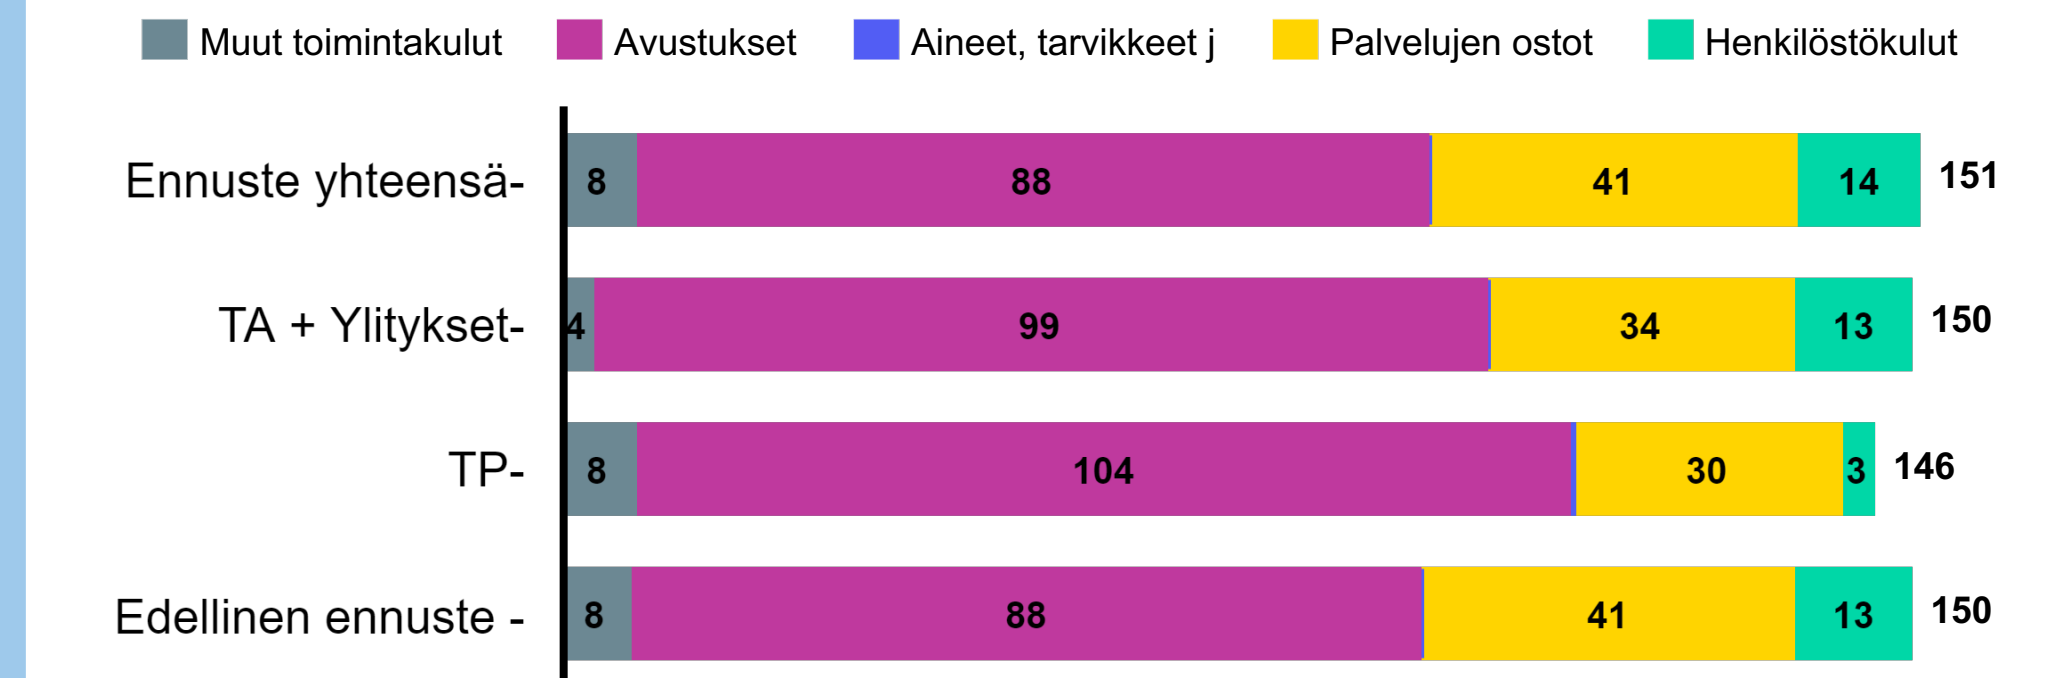 Muut toimintakulut Avustukset Aineet, tarvikkeet j Palvelujen ostot Henkilöstökulut
Ennuste yhteensä- 8 88 41 14 151
TA + Ylitykset- 4 99 34 13 150
TP- 8 104 30 3 146
Edellinen ennuste - 8 88 41 13 150